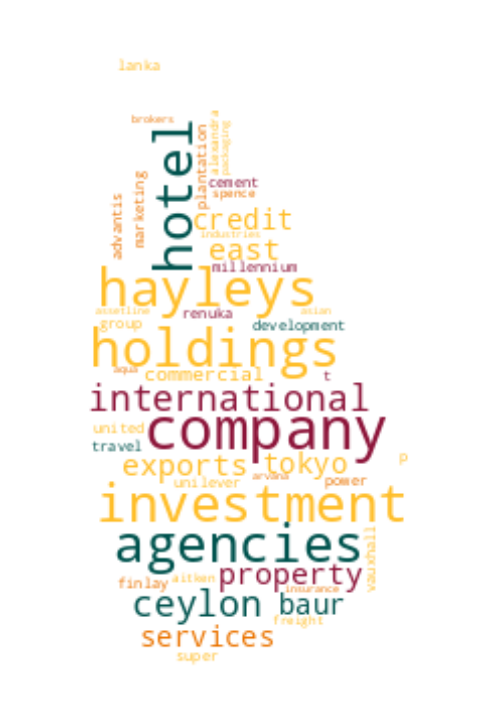 lanka
brokers
hotel
plantation
alexandra
packaging
marketing
advantis
cement
spence
credit
industries
east
millennium
hayleys
assetline
renuka
asian
group
development
holdings
aqua
commercial
t
international
united
company
travel
exports
tokyo
p
unilever
arvana
power
investment
agencies
vauxhall
finlay
aitken
property
insurance
ceylon
baur
freight
services
super